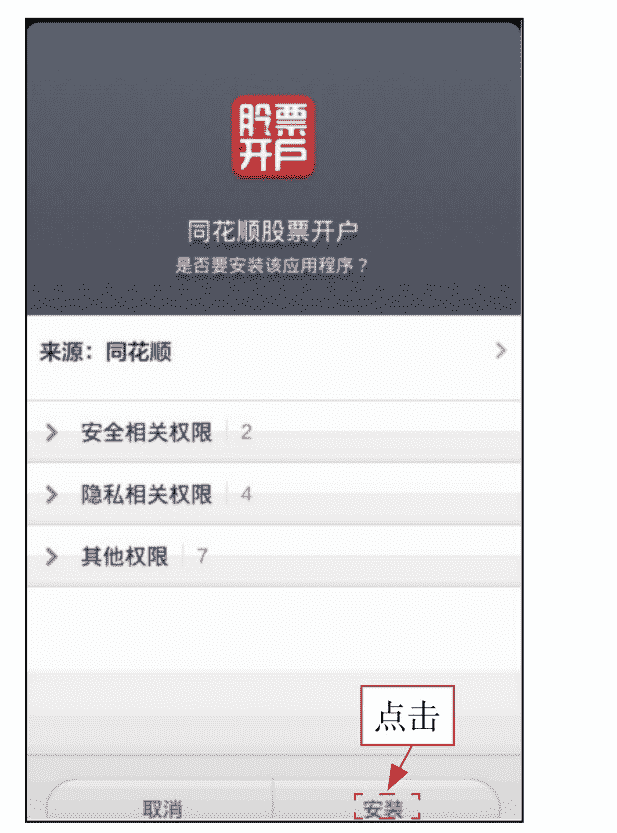 股票
开户
同花顺股票开户
是否要安装该应用程序？
来源：同花顺
安全相关权限 2
隐私相关权限 4
其他权限 7
点击
取消 安装